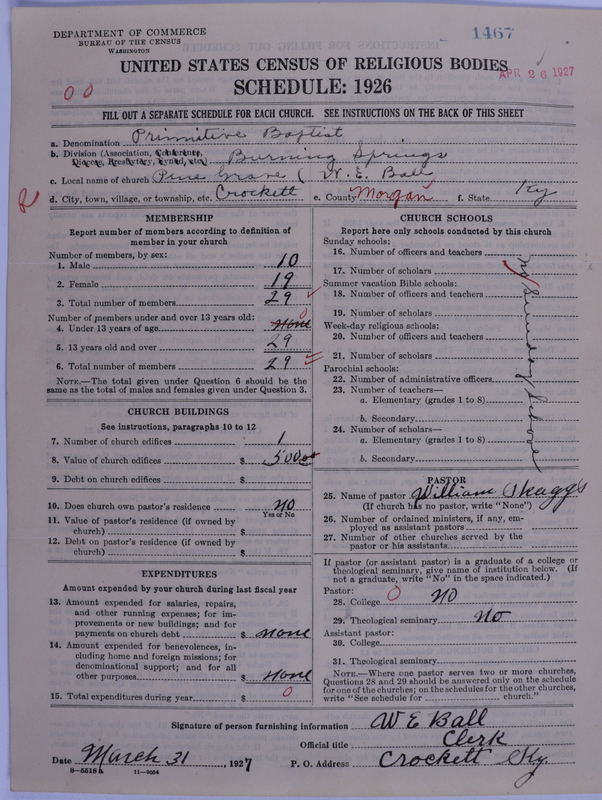 DEPARTMENT OF COMMERCE
BUREAU OF THE CENSUS
WASHINGTON
1467
UNITED STATES CENSUS OF RELIGIOUS BODIES
APR 26 1927
SCHEDULE: 1926
0 0
FILL OUT A SEPARATE SCHEDULE FOR EACH CHURCH. SEE INSTRUCTIONS ON THE BACK OF THIS SHEET
a. Denomination Primitive Baptist
b. Division (Association, Conference, Diocese, Presbytery, Synod, etc.) Burning Springs
c. Local name of church Pine Grove ( W. E. Ball
d. City, town, village, or township, etc. Crockett e. County Morgan f. State Ky
MEMBERSHIP
Report number of members according to definition of
member in your church
Number of members, by sex:
1. Male 10
2. Female 19
3. Total number of members 29
Number of members under and over 13 years old:
0
4. Under 13 years of age None
5. 13 years old and over 29
6. Total number of members 29
NOTE.—The total given under Question 6 should be
same as the total of males and females given under Question 3.
CHURCH BUILDINGS
See instructions, paragraphs 10 to 12
7. Number of church edifices 1
8. Value of church edifices $ 500.00
9. Debt on church edifices $
10. Does church own pastor's residence NO
Yes or No
11. Value of pastor's residence (if owned by
church) $
12. Debt on pastor's residence (if owned by
church) $
EXPENDITURES
Amount expended by your church during last fiscal year
13. Amount expended for salaries, repairs,
and other running expenses; for im-
provements or new buildings; and for
payments on church debt $ none
14. Amount expended for benevolences, in-
cluding home and foreign missions; for
denominational support; and for all
other purposes $ none
15. Total expenditures during year $ 0
CHURCH SCHOOLS
Report here only schools conducted by this church
Sunday schools:
16. Number of officers and teachers
17. Number of scholars
Summer vacation Bible schools:
18. Number of officers and teachers
19. Number of scholars
Week-day religious schools:
20. Number of officers and teachers
21. Number of scholars
Parochial schools:
22. Number of administrative officers
23. Number of teachers—
a. Elementary (grades 1 to 8)
b. Secondary
24. Number of scholars—
a. Elementary (grades 1 to 8)
b. Secondary
no Sunday School
PASTOR
25. Name of pastor William Skaggs
(If church has no pastor, write "None")
26. Number of ordained ministers, if any, em-
ployed as assistant pastors
27. Number of other churches served by the
pastor or his assistants
If pastor (or assistant pastor) is a graduate of a college or
theological seminary, give name of institution below. (If
not a graduate, write "No" in the space indicated.)
Pastor:
28. College 0 NO
29. Theological seminary No
Assistant pastor:
30. College
31. Theological seminary
NOTE.—Where one pastor serves two or more churches,
Questions 28 and 29 should be answered only on the schedule
for one of the churches; on the schedules for the other churches,
write "See schedule for church."
Signature of person furnishing information W E Ball
Official title Clerk
Date March 31, 1927 P. O. Address Crockett Ky
8—5518a 11—9054